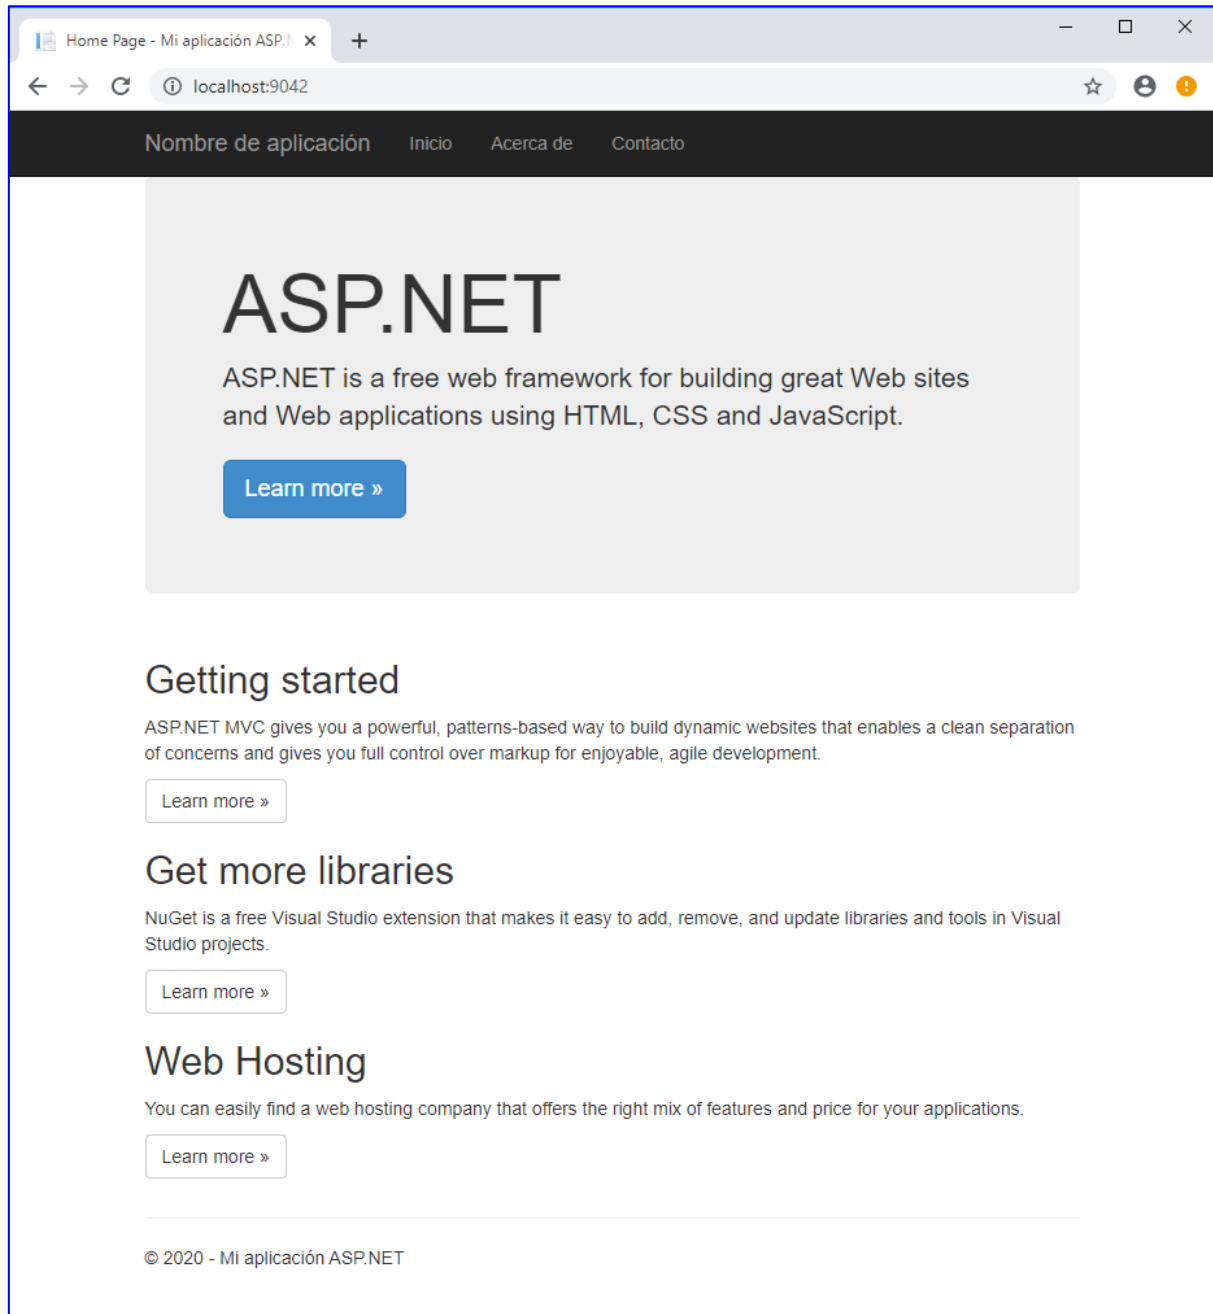 Home Page - Mi aplicación ASP.N
localhost:9042
Nombre de aplicación Inicio Acerca de Contacto
ASP.NET
ASP.NET is a free web framework for building great Web sites
and Web applications using HTML, CSS and JavaScript.
Learn more »
Getting started
ASP.NET MVC gives you a powerful, patterns-based way to build dynamic websites that enables a clean separation
of concerns and gives you full control over markup for enjoyable, agile development.
Learn more »
Get more libraries
NuGet is a free Visual Studio extension that makes it easy to add, remove, and update libraries and tools in Visual
Studio projects.
Learn more »
Web Hosting
You can easily find a web hosting company that offers the right mix of features and price for your applications.
Learn more »
© 2020 - Mi aplicación ASP.NET